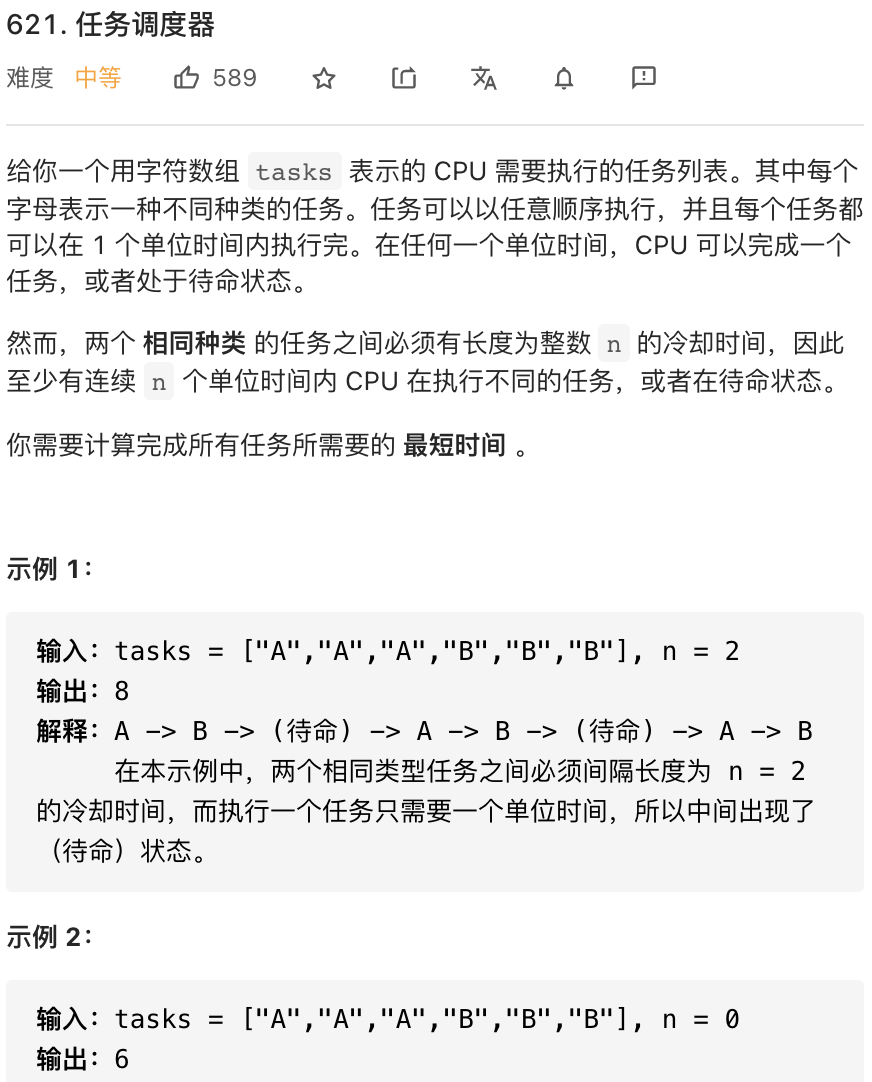 621. 任务调度器
难度 中等 589
给你一个用字符数组 tasks 表示的 CPU 需要执行的任务列表。其中每个
字母表示一种不同种类的任务。任务可以以任意顺序执行，并且每个任务都
可以在 1 个单位时间内执行完。在任何一个单位时间，CPU 可以完成一个
任务，或者处于待命状态。
然而，两个 相同种类 的任务之间必须有长度为整数 n 的冷却时间，因此
至少有连续 n 个单位时间内 CPU 在执行不同的任务，或者在待命状态。
你需要计算完成所有任务所需要的 最短时间 。
示例 1：
输入：tasks = ["A","A","A","B","B","B"], n = 2
输出：8
解释：A -> B -> (待命) -> A -> B -> (待命) -> A -> B
在本示例中，两个相同类型任务之间必须间隔长度为 n = 2
的冷却时间，而执行一个任务只需要一个单位时间，所以中间出现了
（待命）状态。
示例 2：
输入：tasks = ["A","A","A","B","B","B"], n = 0
输出：6